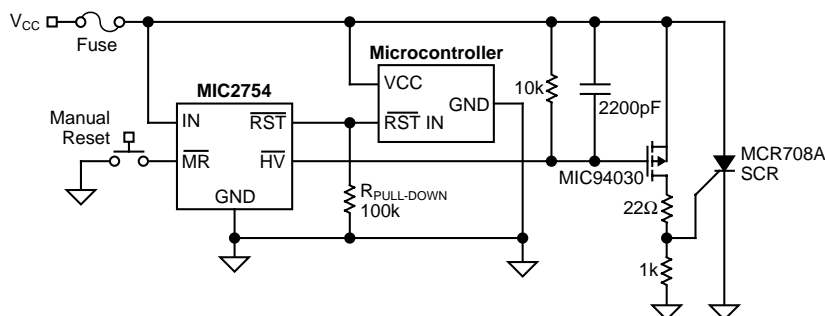 VCC
Fuse
Microcontroller
MIC2754
VCC
GND
10k
2200pF
Manual
Reset
IN
RST
RST IN
MR
HV
GND
RPULL-DOWN
100k
MIC94030
MCR708A
SCR
22Ω
1k